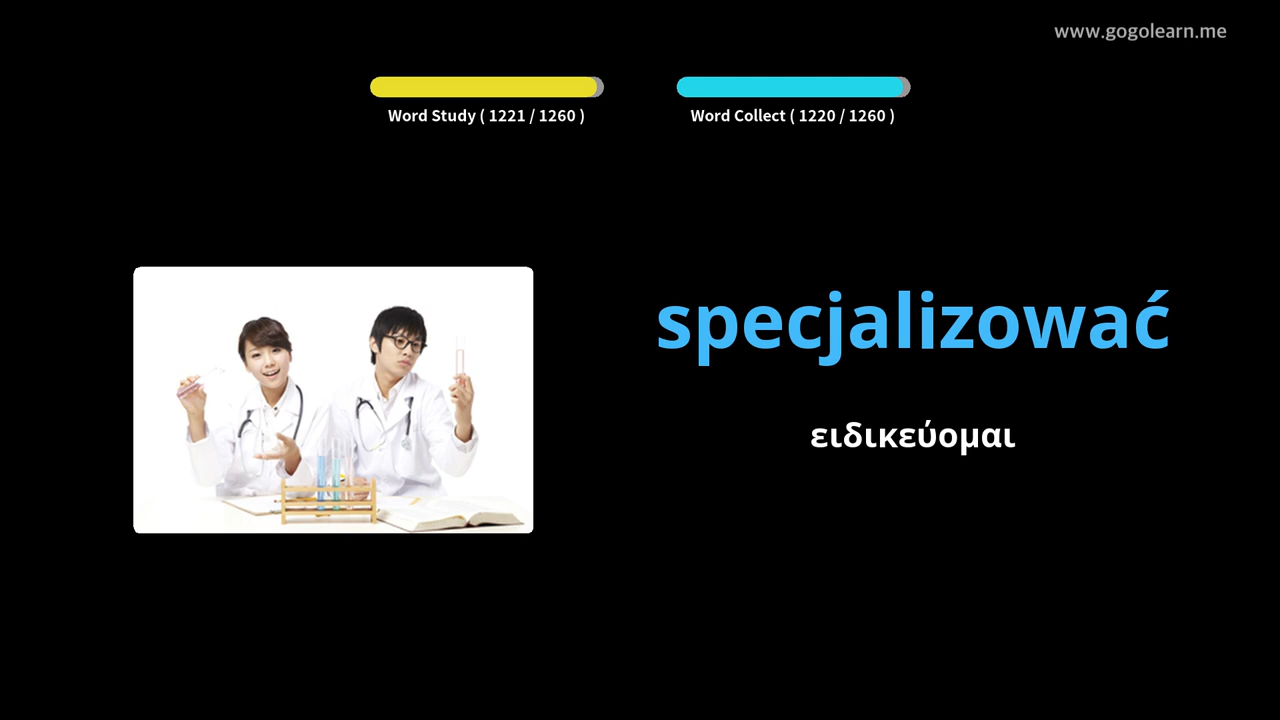 www.gogolearn.me
Word Study ( 1221 / 1260 )
Word Collect ( 1220 / 1260 )
specjalizować
ειδικεύομαι